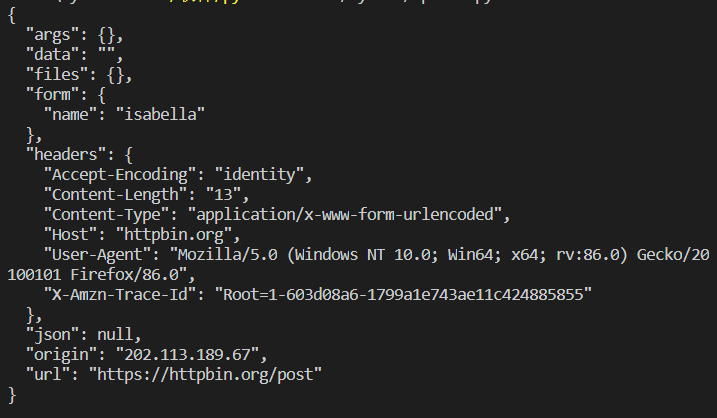 {
  "args": {},
  "data": "",
  "files": {},
  "form": {
    "name": "isabella"
  },
  "headers": {
    "Accept-Encoding": "identity",
    "Content-Length": "13",
    "Content-Type": "application/x-www-form-urlencoded",
    "Host": "httpbin.org",
    "User-Agent": "Mozilla/5.0 (Windows NT 10.0; Win64; x64; rv:86.0) Gecko/20
100101 Firefox/86.0",
    "X-Amzn-Trace-Id": "Root=1-603d08a6-1799a1e743ae11c424885855"
  },
  "json": null,
  "origin": "202.113.189.67",
  "url": "https://httpbin.org/post"
}